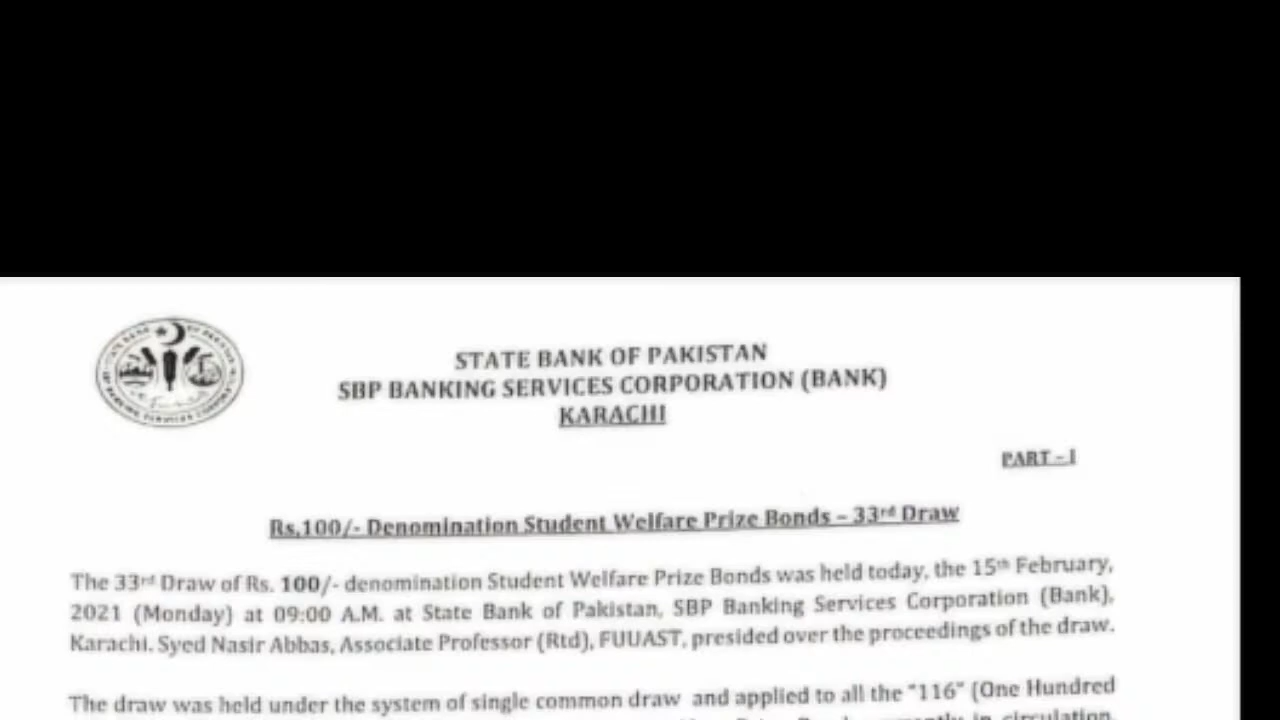 STATE BANK OF PAKISTAN
SBP BANKING SERVICES CORPORATION (BANK)
KARACHI
PART – I
Rs.100/- Denomination Student Welfare Prize Bonds – 33rd Draw
The 33rd Draw of Rs. 100/- denomination Student Welfare Prize Bonds was held today, the 15th February,
2021 (Monday) at 09:00 A.M. at State Bank of Pakistan, SBP Banking Services Corporation (Bank),
Karachi. Syed Nasir Abbas, Associate Professor (Rtd), FUUAST, presided over the proceedings of the draw.
The draw was held under the system of single common draw and applied to all the "116" (One Hundred
in circulation.